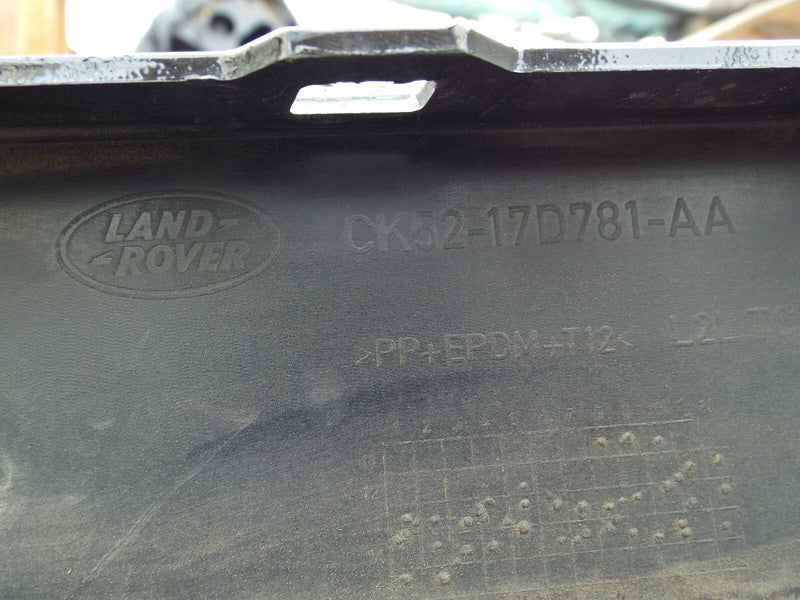 LAND-
-ROVER
CK52-17D781-AA
>PP+EPDM-T12<